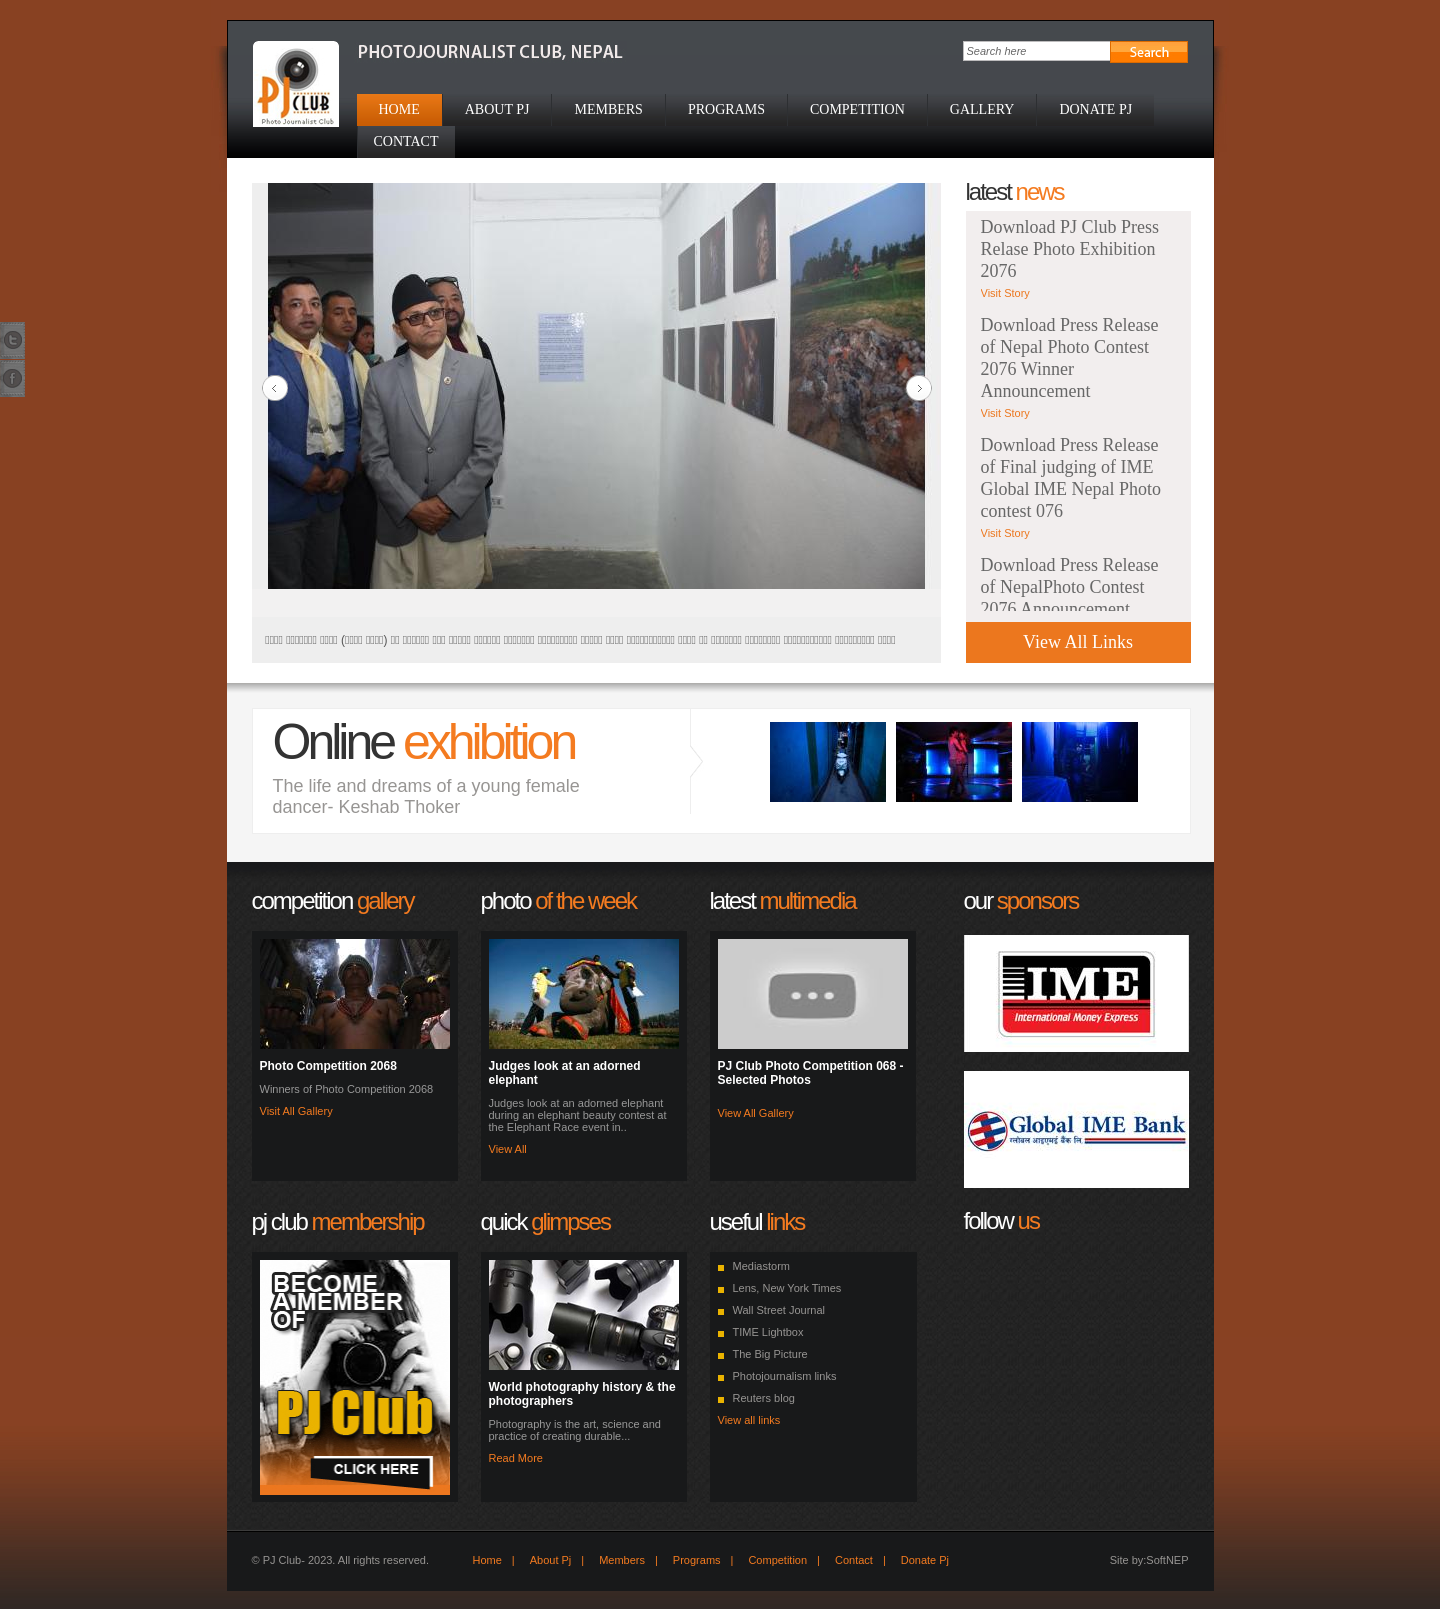 PJ CLUB
Photo Journalist Club
PHOTOJOURNALIST CLUB, NEPAL
Search here
Search
HOME
ABOUT PJ
MEMBERS
PROGRAMS
COMPETITION
GALLERY
DONATE PJ
CONTACT
latest news
Download PJ Club Press
Relase Photo Exhibition
2076
Visit Story
Download Press Release
of Nepal Photo Contest
2076 Winner
Announcement
Visit Story
Download Press Release
of Final judging of IME
Global IME Nepal Photo
contest 076
Visit Story
Download Press Release
of NepalPhoto Contest
2076 Announcement
View All Links
Online exhibition
The life and dreams of a young female
dancer- Keshab Thoker
competition gallery
Photo Competition 2068
Winners of Photo Competition 2068
Visit All Gallery
photo of the week
Judges look at an adorned
elephant
Judges look at an adorned elephant
during an elephant beauty contest at
the Elephant Race event in..
View All
latest multimedia
PJ Club Photo Competition 068 -
Selected Photos
View All Gallery
our sponsors
IME
International Money Express
Global IME Bank
ग्लोबल आइएमई बैंक लि.
pj club membership
BECOME
A MEMBER
OF
PJ Club
CLICK HERE
quick glimpses
World photography history & the
photographers
Photography is the art, science and
practice of creating durable...
Read More
useful links
Mediastorm
Lens, New York Times
Wall Street Journal
TIME Lightbox
The Big Picture
Photojournalism links
Reuters blog
View all links
follow us
© PJ Club- 2023. All rights reserved.
Home | About Pj | Members | Programs | Competition | Contact | Donate Pj
Site by:SoftNEP